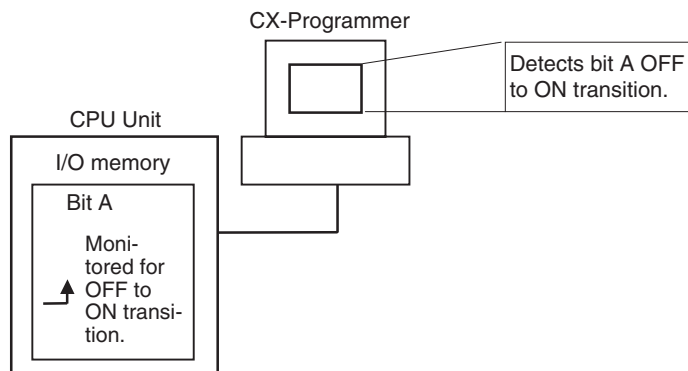 CX-Programmer
Detects bit A OFF
to ON transition.
CPU Unit
I/O memory
Bit A
Moni-
tored for
OFF to
ON transi-
tion.